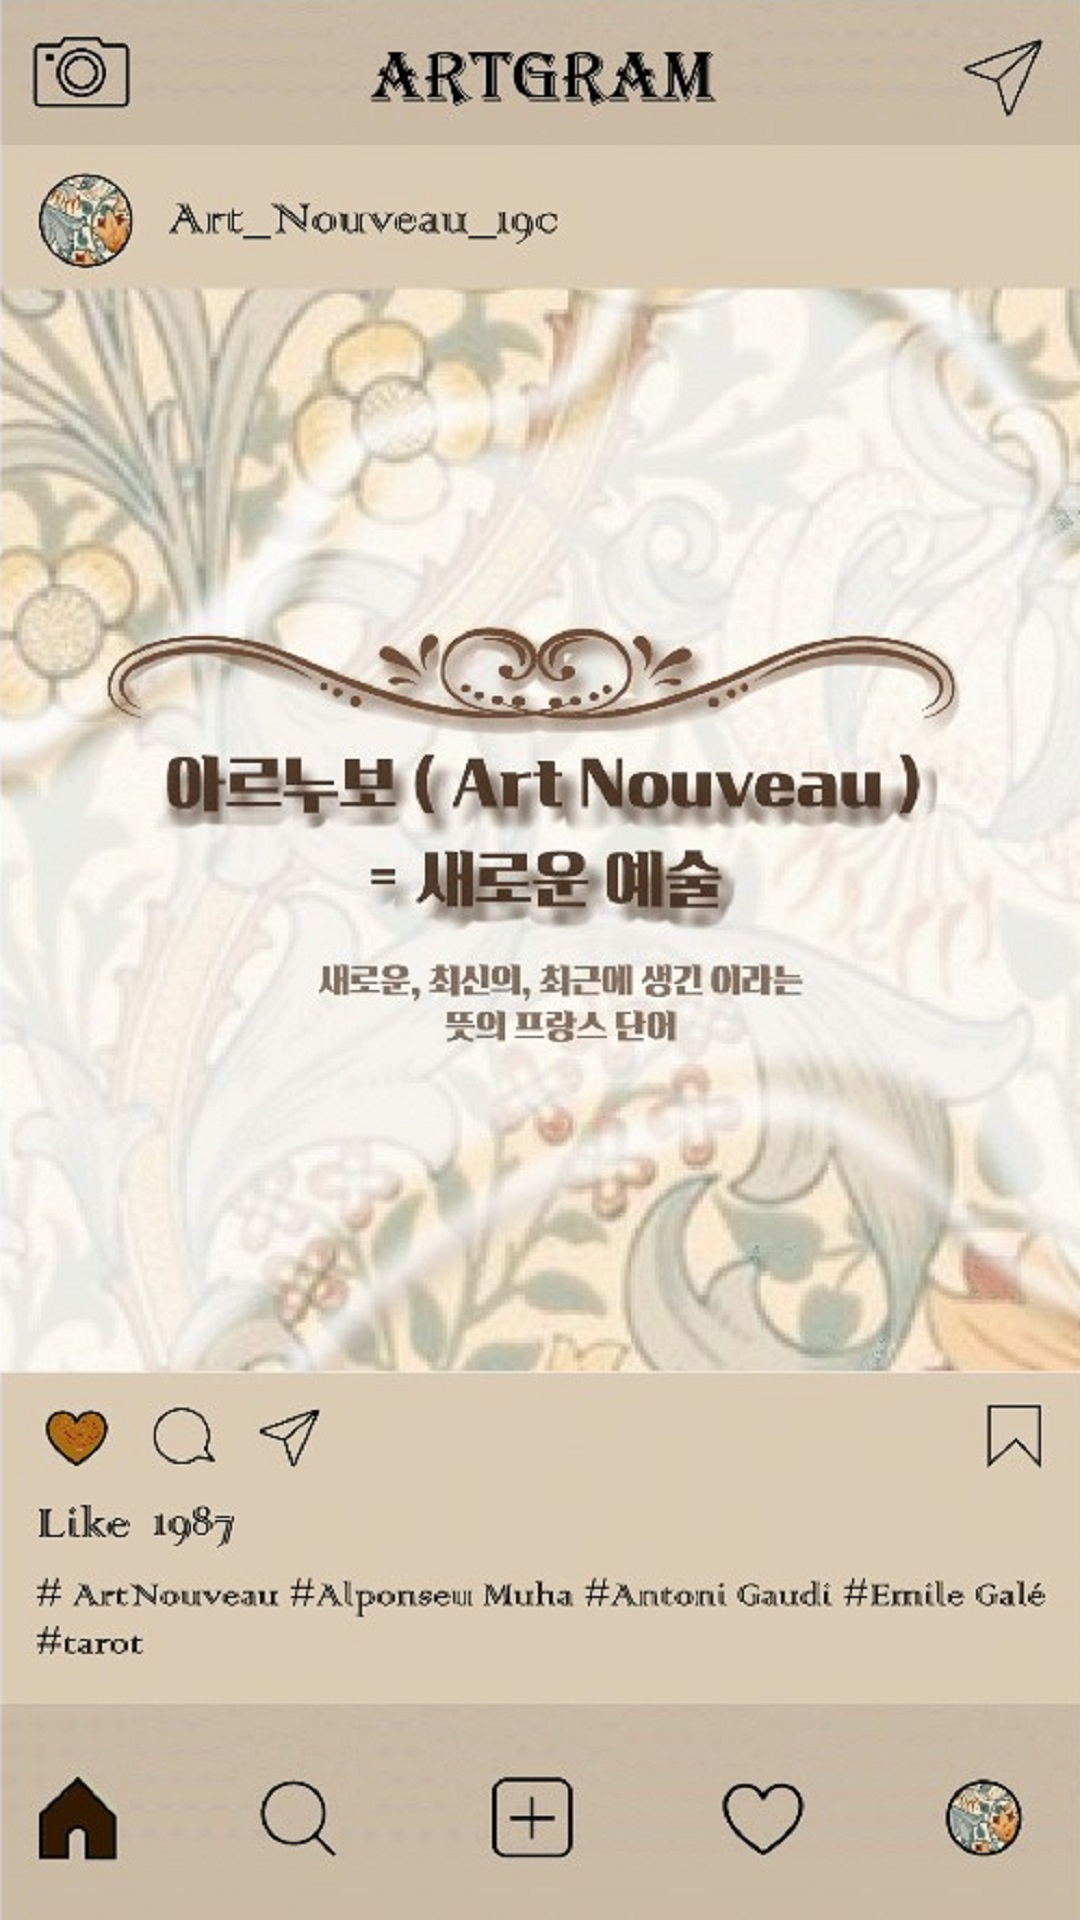 ARTGRAM
Art_Nouveau_19c
아르누보 ( Art Nouveau )
= 새로운 예술
새로운, 최신의, 최근에 생긴 이라는
뜻의 프랑스 단어
Like 1987
# ArtNouveau #Alponseu Muha #Antoni Gaudi #Emile Galé
#tarot